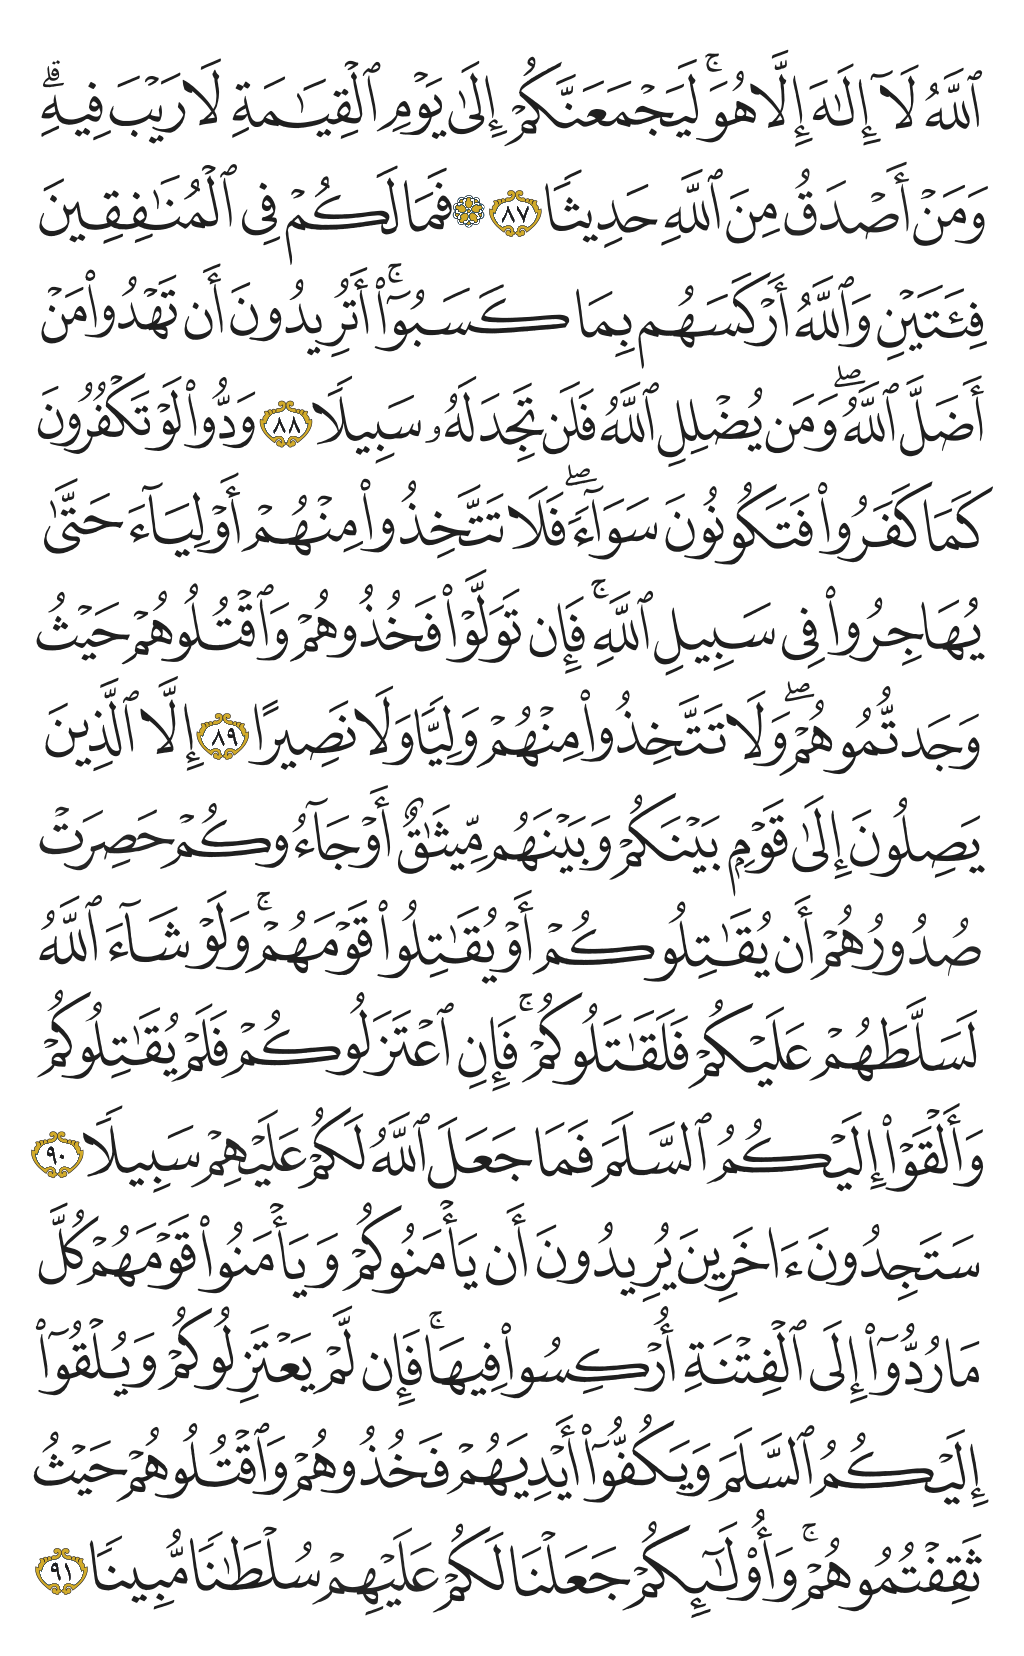 ٱللَّهُ لَآ إِلَٰهَ إِلَّا هُوَۚ لَيَجۡمَعَنَّكُمۡ إِلَىٰ يَوۡمِ ٱلۡقِيَٰمَةِ لَا رَيۡبَ فِيهِۗ
وَمَنۡ أَصۡدَقُ مِنَ ٱللَّهِ حَدِيثٗا ٨٧ ۞ فَمَا لَكُمۡ فِي ٱلۡمُنَٰفِقِينَ
فِئَتَيۡنِ وَٱللَّهُ أَرۡكَسَهُم بِمَا كَسَبُوٓاْۚ أَتُرِيدُونَ أَن تَهۡدُواْ مَنۡ
أَضَلَّ ٱللَّهُۖ وَمَن يُضۡلِلِ ٱللَّهُ فَلَن تَجِدَ لَهُۥ سَبِيلٗا ٨٨ وَدُّواْ لَوۡ تَكۡفُرُونَ
كَمَا كَفَرُواْ فَتَكُونُونَ سَوَآءٗۖ فَلَا تَتَّخِذُواْ مِنۡهُمۡ أَوۡلِيَآءَ حَتَّىٰ
يُهَاجِرُواْ فِي سَبِيلِ ٱللَّهِۚ فَإِن تَوَلَّوۡاْ فَخُذُوهُمۡ وَٱقۡتُلُوهُمۡ حَيۡثُ
وَجَدتُّمُوهُمۡۖ وَلَا تَتَّخِذُواْ مِنۡهُمۡ وَلِيّٗا وَلَا نَصِيرًا ٨٩ إِلَّا ٱلَّذِينَ
يَصِلُونَ إِلَىٰ قَوۡمِۭ بَيۡنَكُمۡ وَبَيۡنَهُم مِّيثَٰقٌ أَوۡ جَآءُوكُمۡ حَصِرَتۡ
صُدُورُهُمۡ أَن يُقَٰتِلُوكُمۡ أَوۡ يُقَٰتِلُواْ قَوۡمَهُمۡۚ وَلَوۡ شَآءَ ٱللَّهُ
لَسَلَّطَهُمۡ عَلَيۡكُمۡ فَلَقَٰتَلُوكُمۡۚ فَإِنِ ٱعۡتَزَلُوكُمۡ فَلَمۡ يُقَٰتِلُوكُمۡ
وَأَلۡقَوۡاْ إِلَيۡكُمُ ٱلسَّلَمَ فَمَا جَعَلَ ٱللَّهُ لَكُمۡ عَلَيۡهِمۡ سَبِيلٗا ٩٠
سَتَجِدُونَ ءَاخَرِينَ يُرِيدُونَ أَن يَأۡمَنُوكُمۡ وَيَأۡمَنُواْ قَوۡمَهُمۡ كُلَّ
مَا رُدُّوٓاْ إِلَى ٱلۡفِتۡنَةِ أُرۡكِسُواْ فِيهَاۚ فَإِن لَّمۡ يَعۡتَزِلُوكُمۡ وَيُلۡقُوٓاْ
إِلَيۡكُمُ ٱلسَّلَمَ وَيَكُفُّوٓاْ أَيۡدِيَهُمۡ فَخُذُوهُمۡ وَٱقۡتُلُوهُمۡ حَيۡثُ
ثَقِفۡتُمُوهُمۡۚ وَأُوْلَٰٓئِكُمۡ جَعَلۡنَا لَكُمۡ عَلَيۡهِمۡ سُلۡطَٰنٗا مُّبِينٗا ٩١